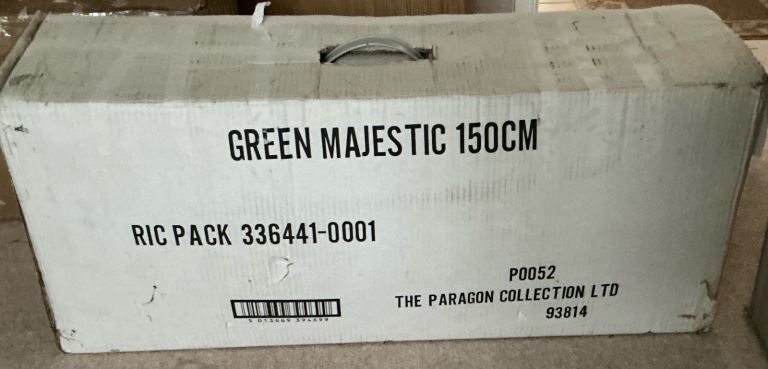 GREEN MAJESTIC 150CM
RIC PACK 336441-0001
P0052
THE PARAGON COLLECTION LTD
93814